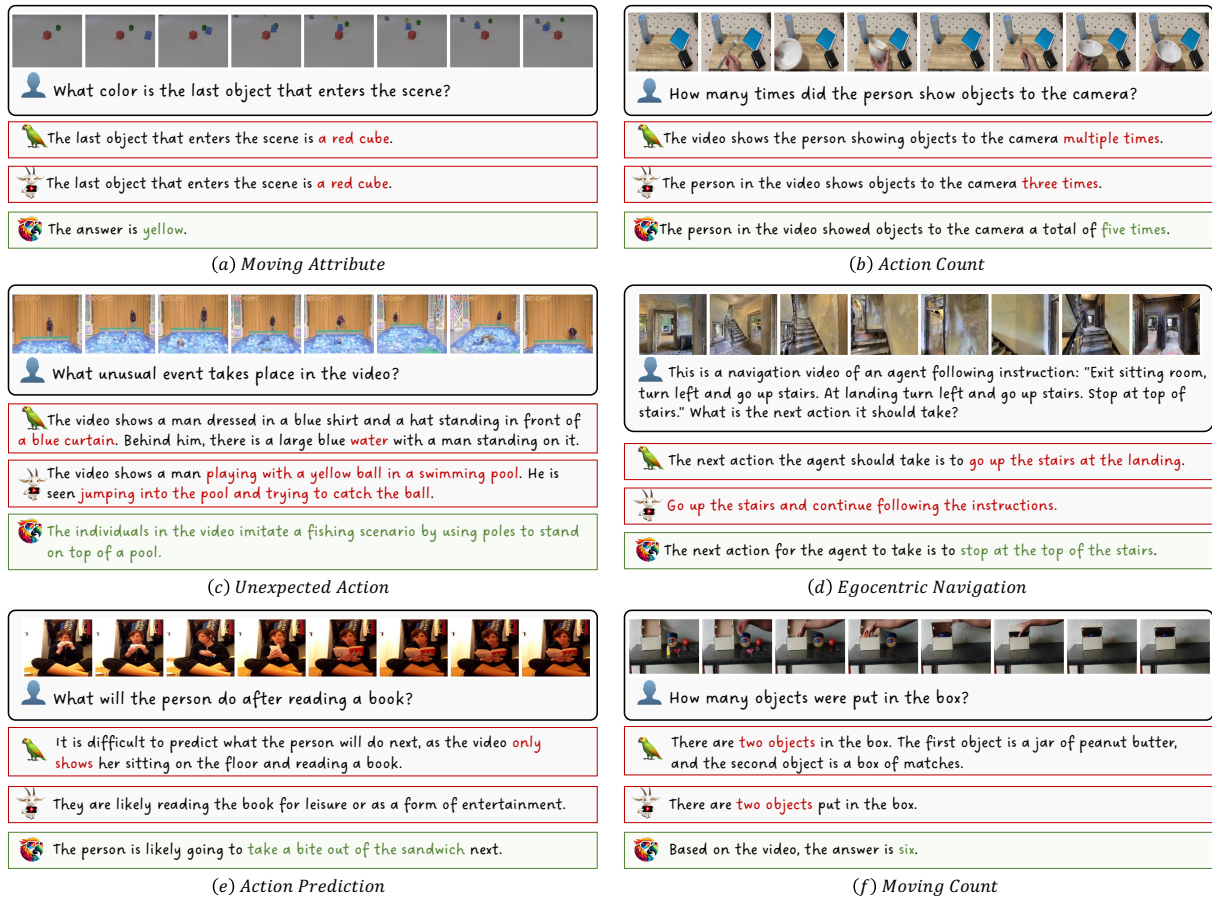 What color is the last object that enters the scene?
The last object that enters the scene is a red cube.
The last object that enters the scene is a red cube.
The answer is yellow.
(a) Moving Attribute
How many times did the person show objects to the camera?
The video shows the person showing objects to the camera multiple times.
The person in the video shows objects to the camera three times.
The person in the video showed objects to the camera a total of five times.
(b) Action Count
What unusual event takes place in the video?
The video shows a man dressed in a blue shirt and a hat standing in front of
a blue curtain. Behind him, there is a large blue water with a man standing on it.
The video shows a man playing with a yellow ball in a swimming pool. He is
seen jumping into the pool and trying to catch the ball.
The individuals in the video imitate a fishing scenario by using poles to stand
on top of a pool.
(c) Unexpected Action
This is a navigation video of an agent following instruction: "Exit sitting room,
turn left and go up stairs. At landing turn left and go up stairs. Stop at top of
stairs." What is the next action it should take?
The next action the agent should take is to go up the stairs at the landing.
Go up the stairs and continue following the instructions.
The next action for the agent to take is to stop at the top of the stairs.
(d) Egocentric Navigation
What will the person do after reading a book?
It is difficult to predict what the person will do next, as the video only
shows her sitting on the floor and reading a book.
They are likely reading the book for leisure or as a form of entertainment.
The person is likely going to take a bite out of the sandwich next.
(e) Action Prediction
How many objects were put in the box?
There are two objects in the box. The first object is a jar of peanut butter,
and the second object is a box of matches.
There are two objects put in the box.
Based on the video, the answer is six.
(f) Moving Count